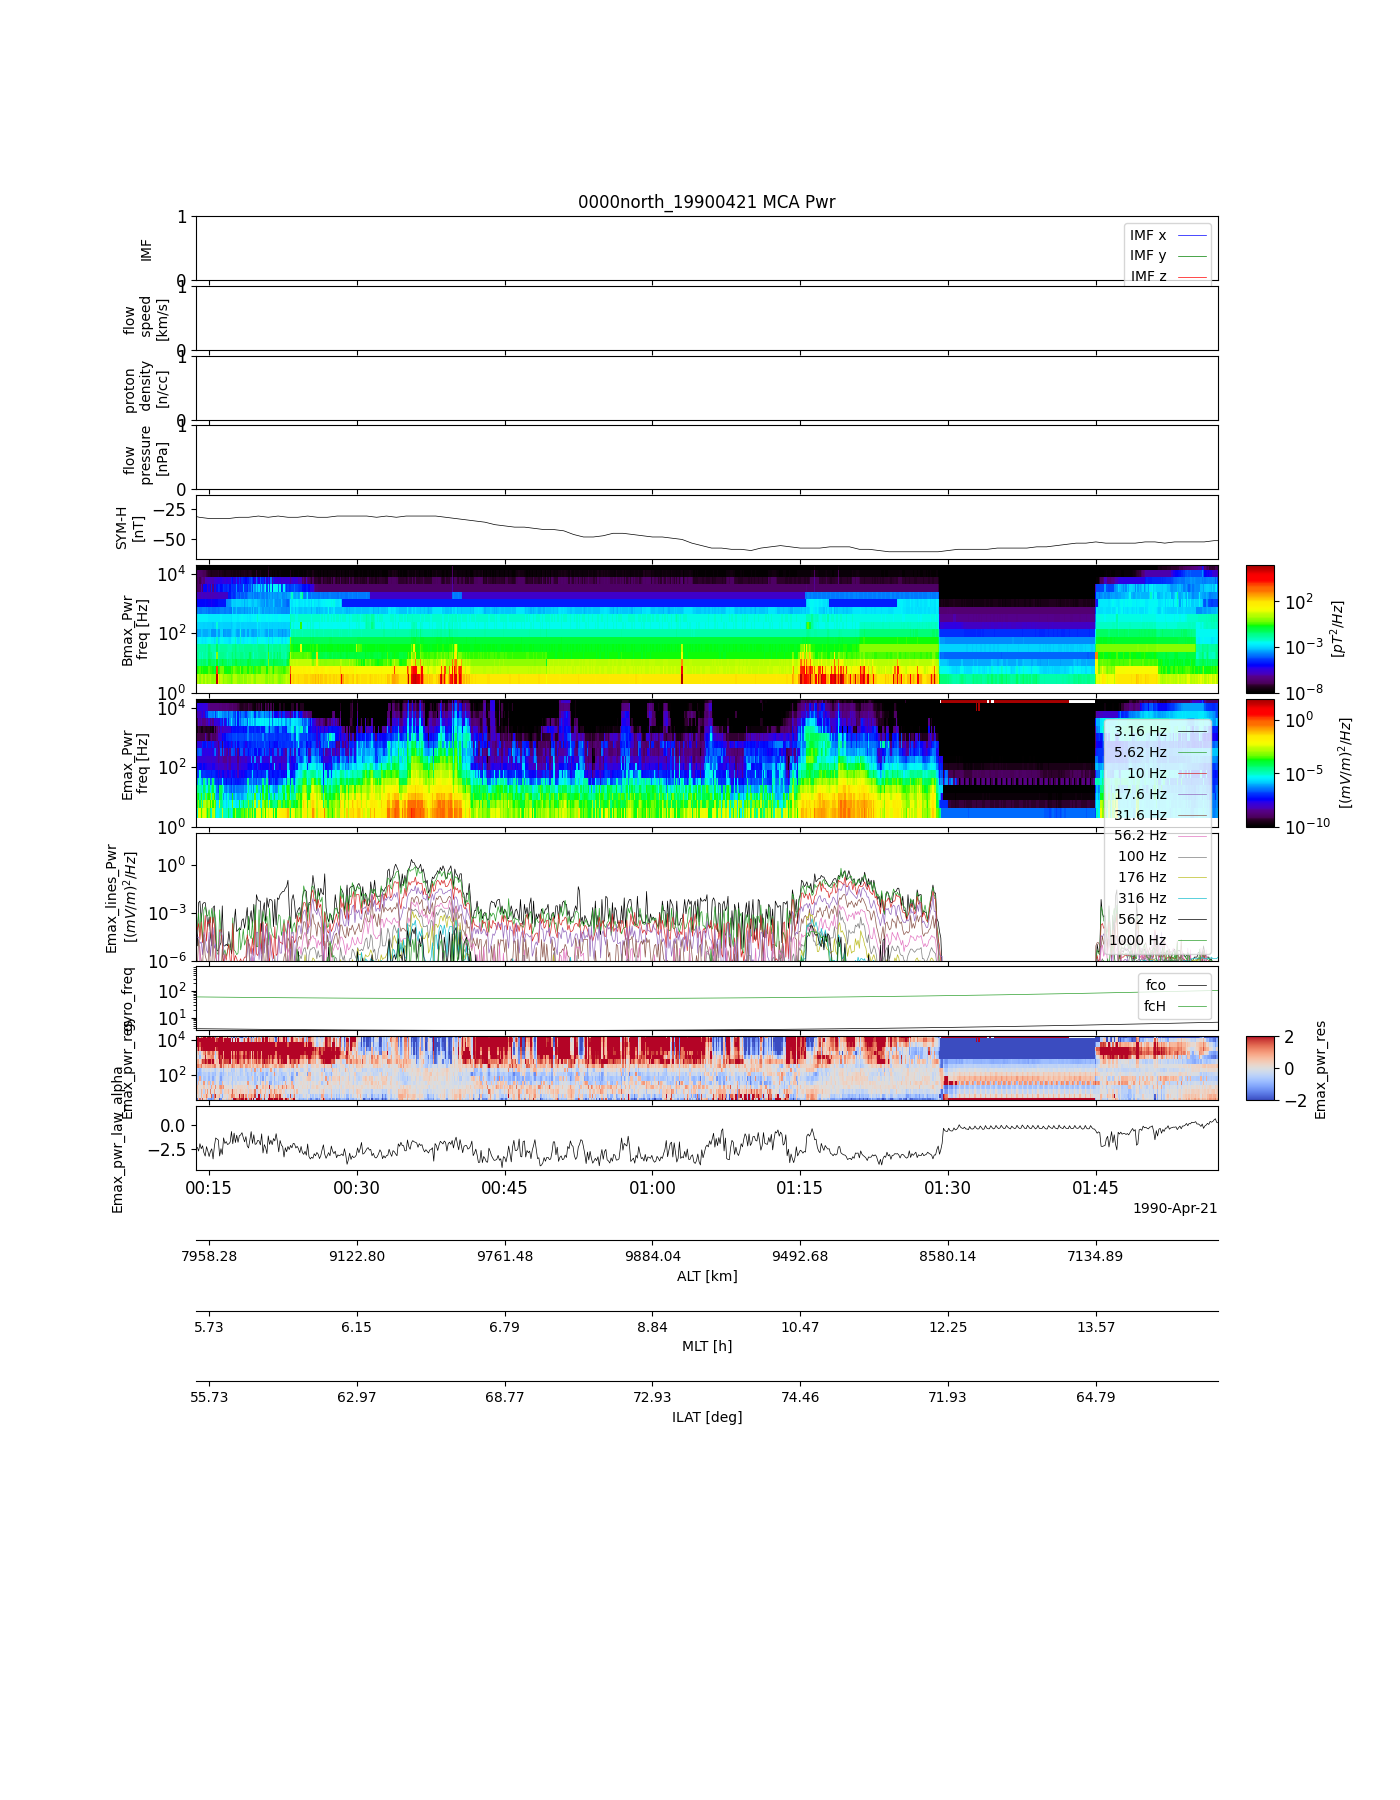 0000north_19900421 MCA Pwr
1
0
IMF
IMF x
IMF y
IMF z
1
0
flow
speed
[km/s]
1
0
proton
density
[n/cc]
1
0
flow
pressure
[nPa]
−25
−50
SYM-H
[nT]
10^4
10^2
10^0
Bmax_Pwr
freq [Hz]
10^2
10^−3
10^−8
[pT^2/Hz]
10^4
10^2
10^0
Emax_Pwr
freq [Hz]
10^0
10^−5
10^−10
[(mV/m)^2/Hz]
3.16 Hz
5.62 Hz
10 Hz
17.6 Hz
31.6 Hz
56.2 Hz
100 Hz
176 Hz
316 Hz
562 Hz
1000 Hz
10^0
10^−3
10^−6
Emax_lines_Pwr
[(mV/m)^2/Hz]
10^2
10^1
gyro_freq
fco
fcH
10^4
10^2
Emax_pwr_res
2
0
−2
Emax_pwr_res
0.0
−2.5
Emax_pwr_law_alpha
00:15 00:30 00:45 01:00 01:15 01:30 01:45
1990-Apr-21
7958.28 9122.80 9761.48 9884.04 9492.68 8580.14 7134.89
ALT [km]
5.73 6.15 6.79 8.84 10.47 12.25 13.57
MLT [h]
55.73 62.97 68.77 72.93 74.46 71.93 64.79
ILAT [deg]